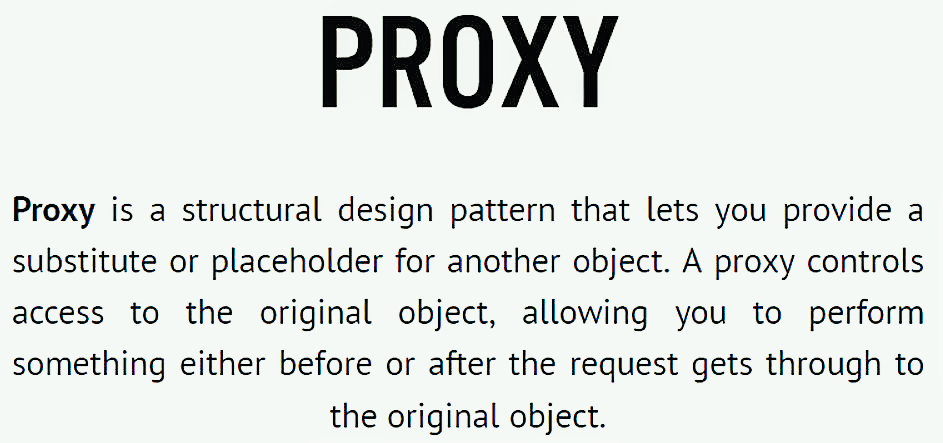 PROXY
Proxy is a structural design pattern that lets you provide a
substitute or placeholder for another object. A proxy controls
access to the original object, allowing you to perform
something either before or after the request gets through to
the original object.